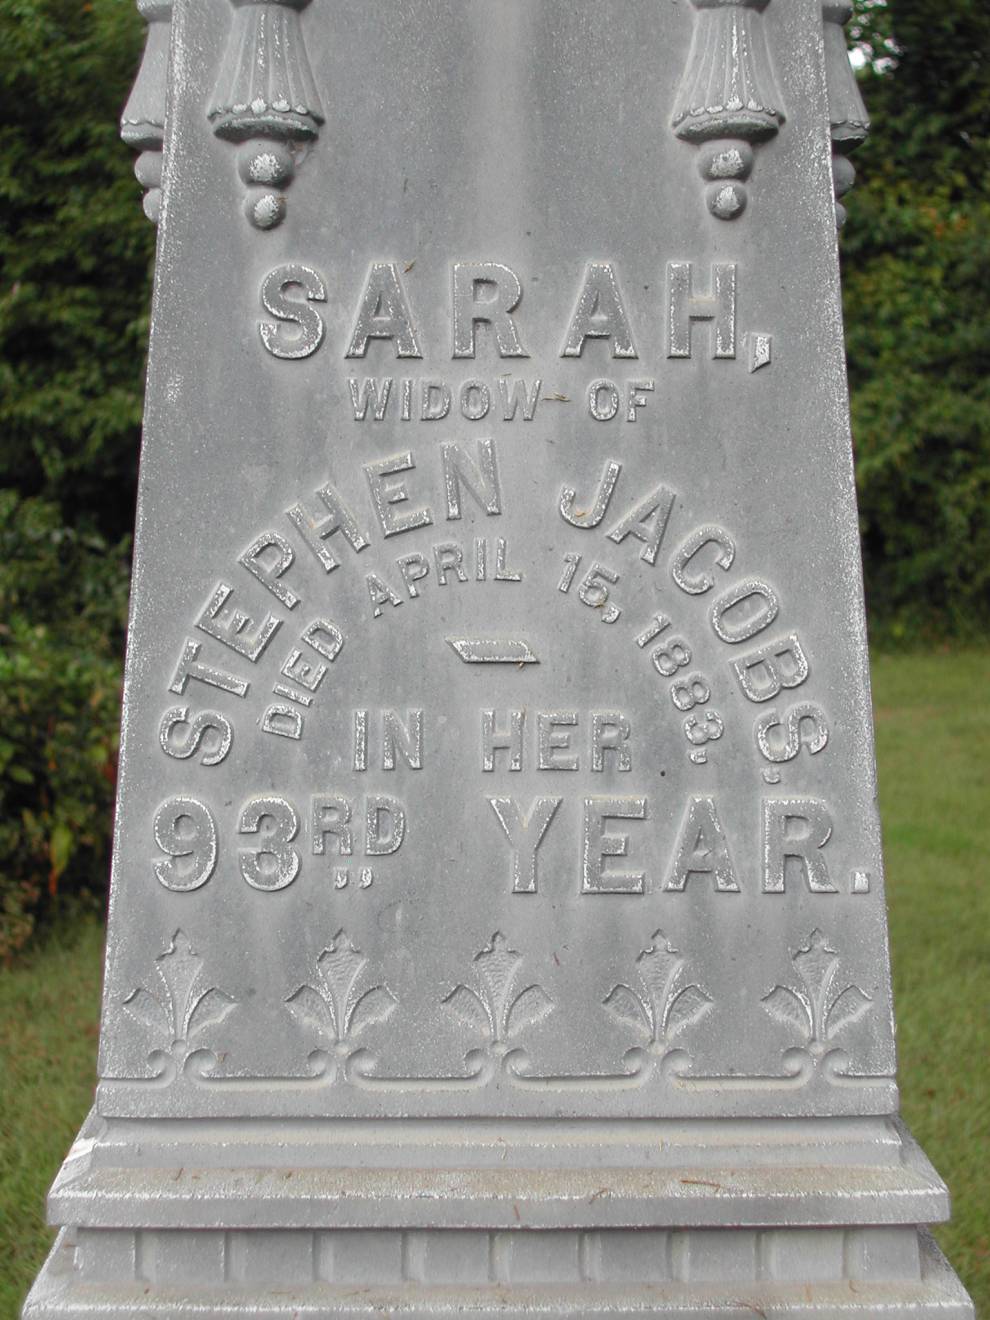 SARAH,
WIDOW OF
STEPHEN JACOBS,
DIED APRIL 15, 1883,
IN HER
93RD YEAR.